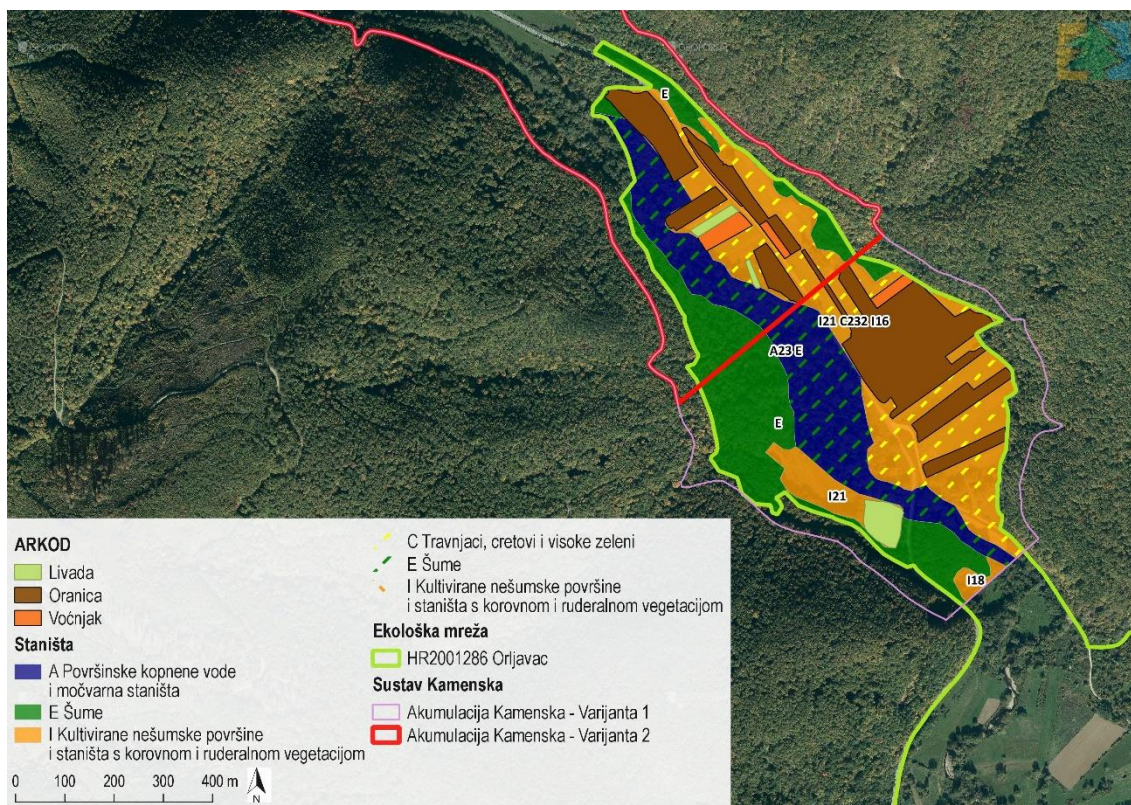 E
I21 C232 I16
A23 E
E
I21
I18
ARKOD
Livada
Oranica
Voćnjak
Staništa
A Površinske kopnene vode
i močvarna staništa
E Šume
I Kultivirane nešumske površine
i staništa s korovnom i ruderalnom vegetacijom
0 100 200 300 400 m
N
C Travnjaci, cretovi i visoke zeleni
E Šume
I Kultivirane nešumske površine
i staništa s korovnom i ruderalnom vegetacijom
Ekološka mreža
HR2001286 Orljavac
Sustav Kamenska
Akumulacija Kamenska - Varijanta 1
Akumulacija Kamenska - Varijanta 2